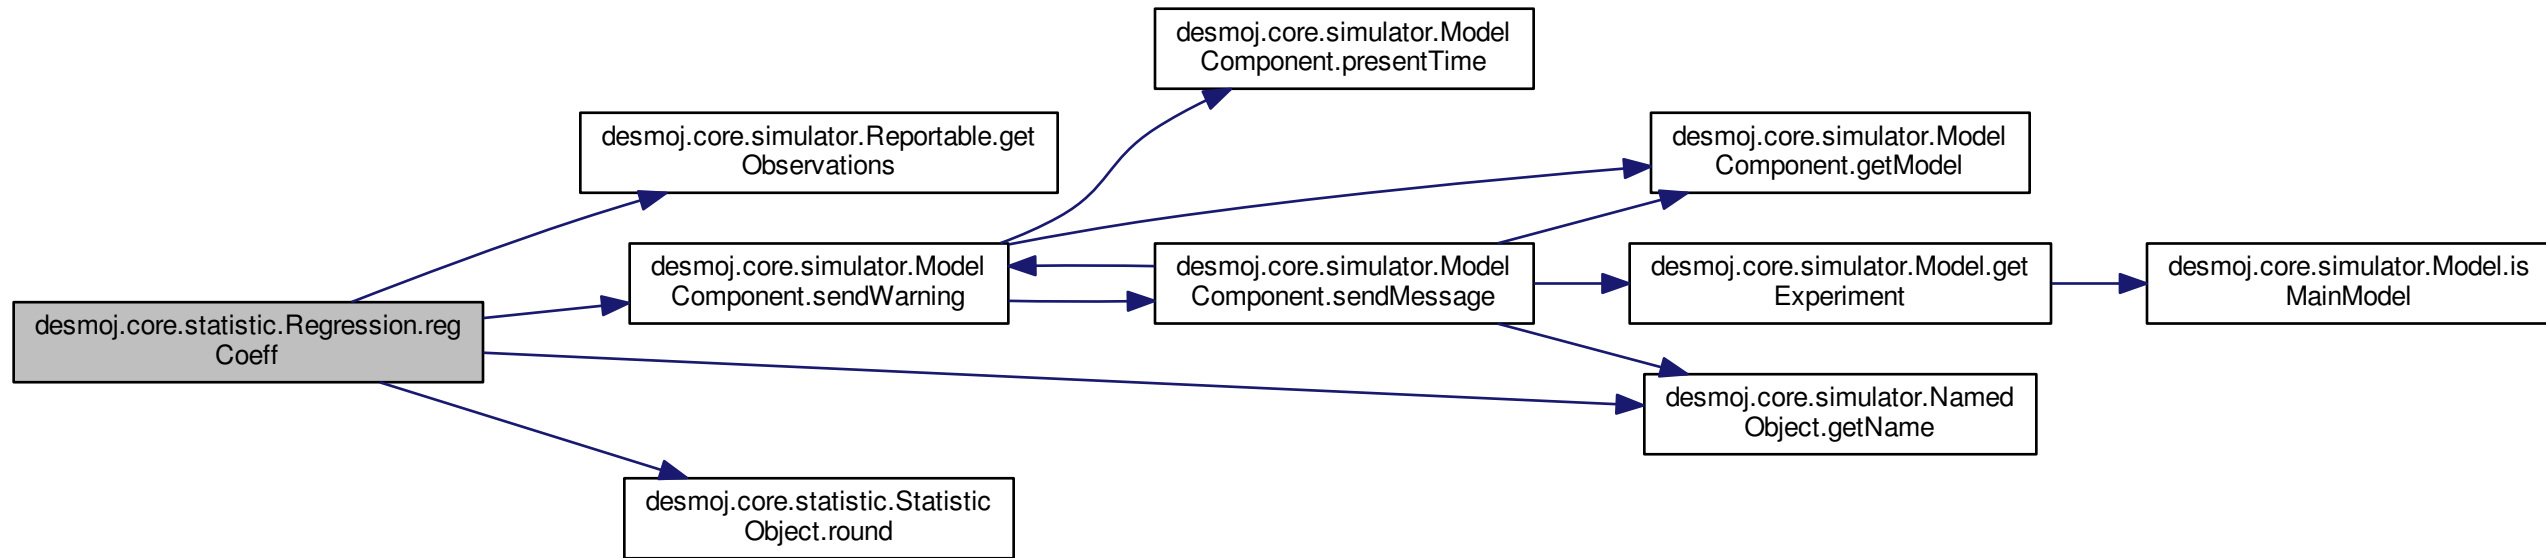 desmoj.core.simulator.Model
Component.presentTime
desmoj.core.simulator.Reportable.get
Observations
desmoj.core.simulator.Model
Component.getModel
desmoj.core.simulator.Model
Component.sendWarning
desmoj.core.simulator.Model
Component.sendMessage
desmoj.core.simulator.Model.get
Experiment
desmoj.core.simulator.Model.is
MainModel
desmoj.core.statistic.Regression.reg
Coeff
desmoj.core.simulator.Named
Object.getName
desmoj.core.statistic.Statistic
Object.round